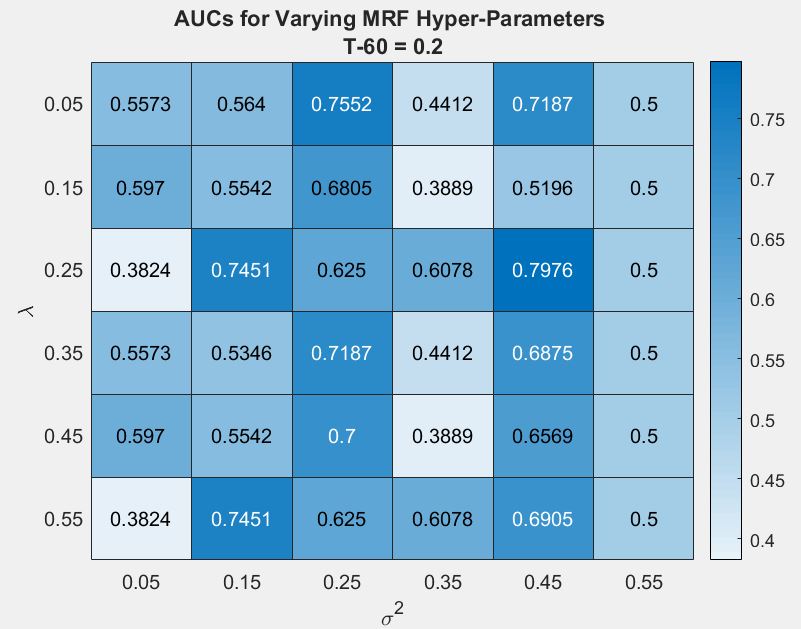 AUCs for Varying MRF Hyper-Parameters
T-60 = 0.2
0.05 0.5573 0.564 0.7552 0.4412 0.7187 0.5
0.15 0.597 0.5542 0.6805 0.3889 0.5196 0.5
0.25 0.3824 0.7451 0.625 0.6078 0.7976 0.5
0.35 0.5573 0.5346 0.7187 0.4412 0.6875 0.5
0.45 0.597 0.5542 0.7 0.3889 0.6569 0.5
0.55 0.3824 0.7451 0.625 0.6078 0.6905 0.5
λ
0.05 0.15 0.25 0.35 0.45 0.55
σ²
0.75
0.7
0.65
0.6
0.55
0.5
0.45
0.4